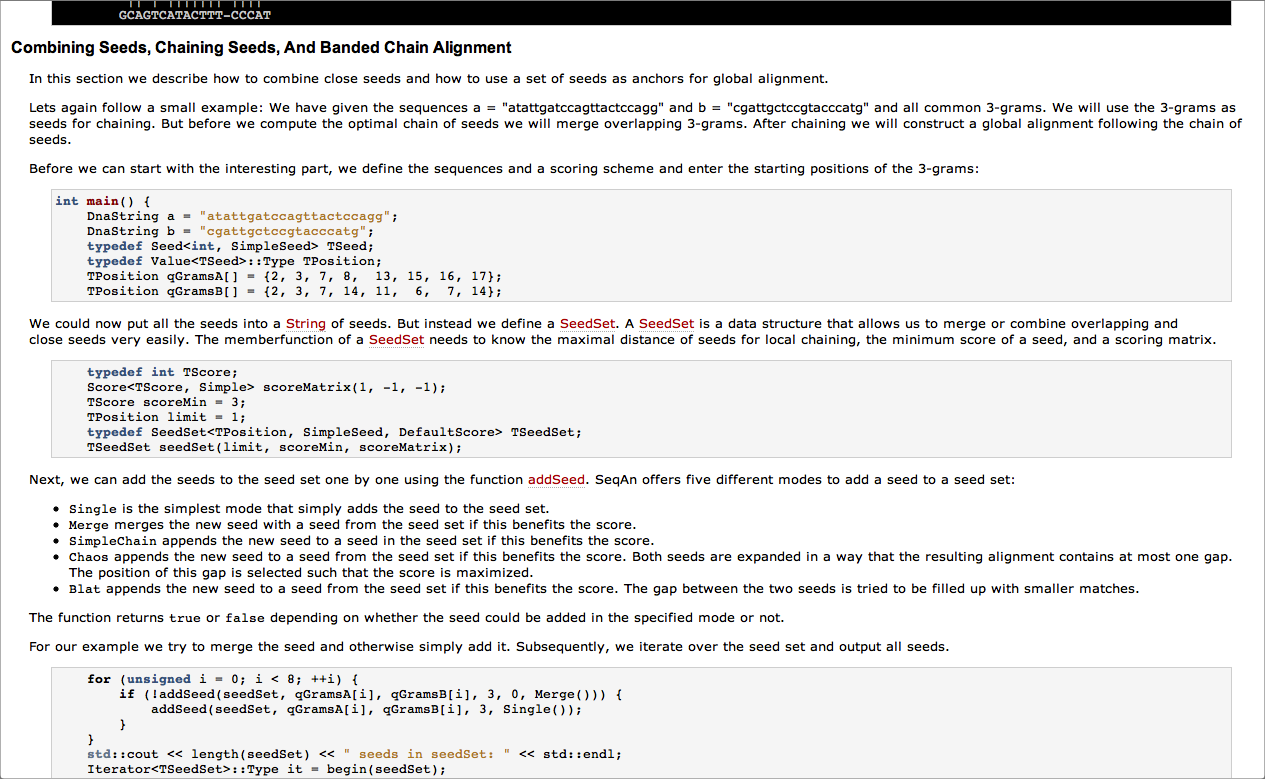 GCAGTCATACTTT-CCCAT
Combining Seeds, Chaining Seeds, And Banded Chain Alignment
In this section we describe how to combine close seeds and how to use a set of seeds as anchors for global alignment.
Lets again follow a small example: We have given the sequences a = "atattgatccagttactccagg" and b = "cgattgctccgtacccatg" and all common 3-grams. We will use the 3-grams as
seeds for chaining. But before we compute the optimal chain of seeds we will merge overlapping 3-grams. After chaining we will construct a global alignment following the chain of
seeds.
Before we can start with the interesting part, we define the sequences and a scoring scheme and enter the starting positions of the 3-grams:
int main() {
    DnaString a = "atattgatccagttactccagg";
    DnaString b = "cgattgctccgtacccatg";
    typedef Seed<int, SimpleSeed> TSeed;
    typedef Value<TSeed>::Type TPosition;
    TPosition qGramsA[] = {2, 3, 7, 8,  13, 15, 16, 17};
    TPosition qGramsB[] = {2, 3, 7, 14, 11,  6,  7, 14};
We could now put all the seeds into a String of seeds. But instead we define a SeedSet. A SeedSet is a data structure that allows us to merge or combine overlapping and
close seeds very easily. The memberfunction of a SeedSet needs to know the maximal distance of seeds for local chaining, the minimum score of a seed, and a scoring matrix.
    typedef int TScore;
    Score<TScore, Simple> scoreMatrix(1, -1, -1);
    TScore scoreMin = 3;
    TPosition limit = 1;
    typedef SeedSet<TPosition, SimpleSeed, DefaultScore> TSeedSet;
    TSeedSet seedSet(limit, scoreMin, scoreMatrix);
Next, we can add the seeds to the seed set one by one using the function addSeed. SeqAn offers five different modes to add a seed to a seed set:
• Single is the simplest mode that simply adds the seed to the seed set.
• Merge merges the new seed with a seed from the seed set if this benefits the score.
• SimpleChain appends the new seed to a seed in the seed set if this benefits the score.
• Chaos appends the new seed to a seed from the seed set if this benefits the score. Both seeds are expanded in a way that the resulting alignment contains at most one gap.
The position of this gap is selected such that the score is maximized.
• Blat appends the new seed to a seed from the seed set if this benefits the score. The gap between the two seeds is tried to be filled up with smaller matches.
The function returns true or false depending on whether the seed could be added in the specified mode or not.
For our example we try to merge the seed and otherwise simply add it. Subsequently, we iterate over the seed set and output all seeds.
    for (unsigned i = 0; i < 8; ++i) {
        if (!addSeed(seedSet, qGramsA[i], qGramsB[i], 3, 0, Merge())) {
            addSeed(seedSet, qGramsA[i], qGramsB[i], 3, Single());
        }
    }
    std::cout << length(seedSet) << " seeds in seedSet: " << std::endl;
    Iterator<TSeedSet>::Type it = begin(seedSet);